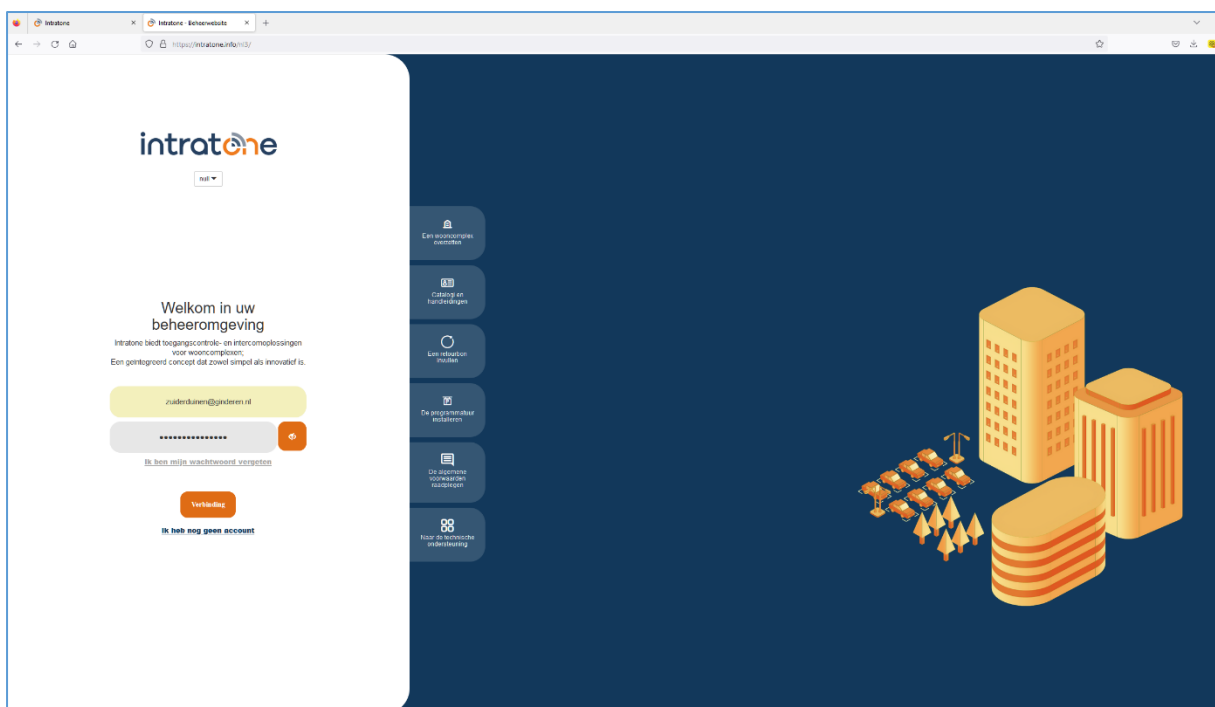 Intratone
Intratone - Beheerwebsite
https://intratone.info/nl3/
intratone
null
Een wooncomplex
overzetten
Catalogi en
handleidingen
Welkom in uw
beheeromgeving
Een retourbon
invullen
Intratone biedt toegangscontrole- en intercomoplossingen
voor wooncomplexen;
Een geïntegreerd concept dat zowel simpel als innovatief is.
zuiderduinen@ginderen.nl
De programmatuur
installeren
Ik ben mijn wachtwoord vergeten
De algemene
voorwaarden
raadplegen
Verbinding
Ik heb nog geen account
Naar de technische
ondersteuning